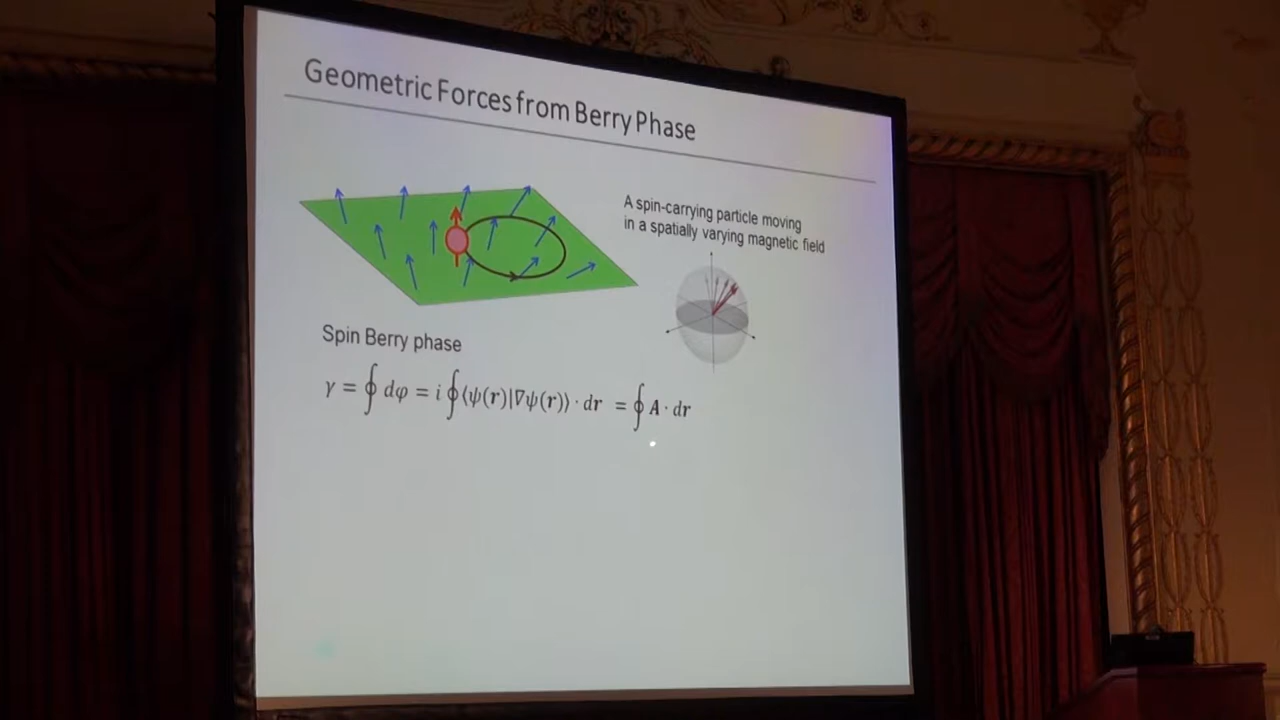 Geometric Forces from Berry Phase
A spin-carrying particle moving
in a spatially varying magnetic field
Spin Berry phase
γ = ∮ dφ = i ∮⟨ψ(r)|∇ψ(r)⟩ · dr = ∮ A · dr